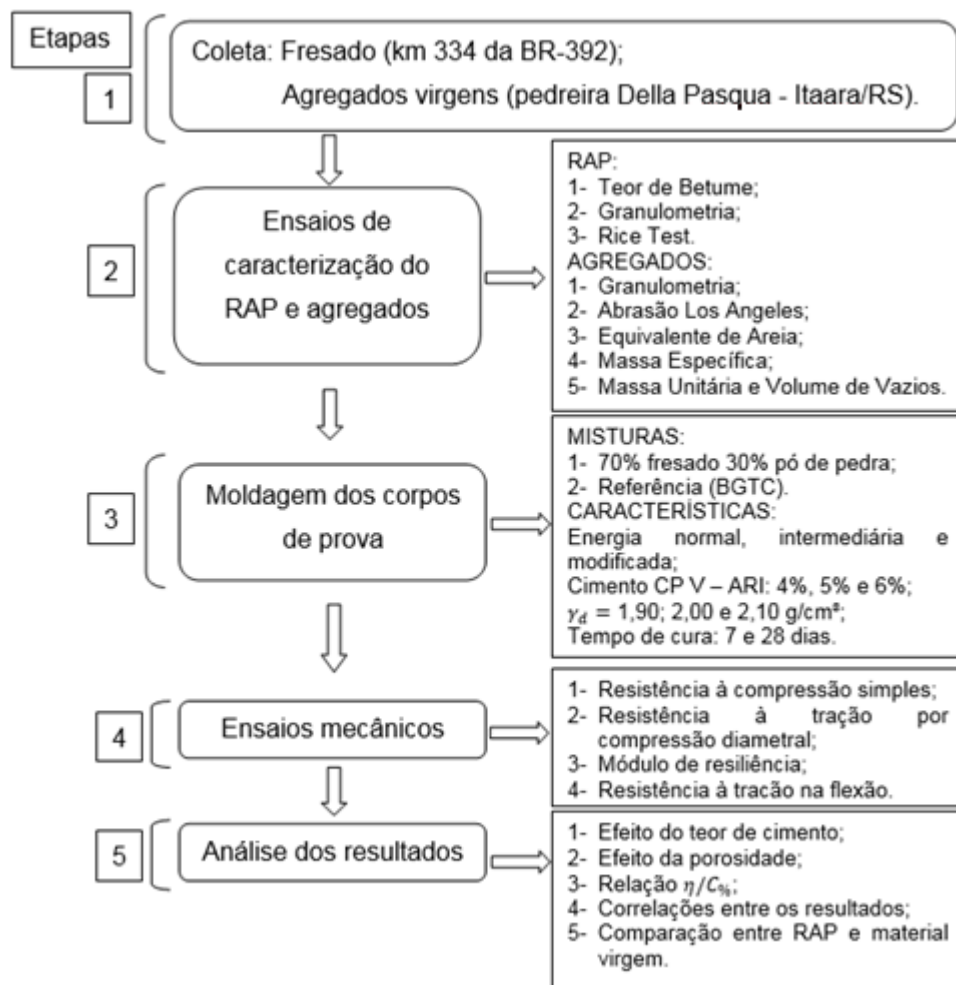 Etapas
1
Coleta: Fresado (km 334 da BR-392);
Agregados virgens (pedreira Della Pasqua - Itaara/RS).
2
Ensaios de
caracterização do
RAP e agregados
RAP:
1- Teor de Betume;
2- Granulometria;
3- Rice Test.
AGREGADOS:
1- Granulometria;
2- Abrasão Los Angeles;
3- Equivalente de Areia;
4- Massa Específica;
5- Massa Unitária e Volume de Vazios.
3
Moldagem dos corpos
de prova
MISTURAS:
1- 70% fresado 30% pó de pedra;
2- Referência (BGTC).
CARACTERÍSTICAS:
Energia normal, intermediária e
modificada;
Cimento CP V – ARI: 4%, 5% e 6%;
γd = 1,90; 2,00 e 2,10 g/cm³;
Tempo de cura: 7 e 28 dias.
4
Ensaios mecânicos
1- Resistência à compressão simples;
2- Resistência à tração por
compressão diametral;
3- Módulo de resiliência;
4- Resistência à tracão na flexão.
5
Análise dos resultados
1- Efeito do teor de cimento;
2- Efeito da porosidade;
3- Relação η/C%;
4- Correlações entre os resultados;
5- Comparação entre RAP e material
virgem.